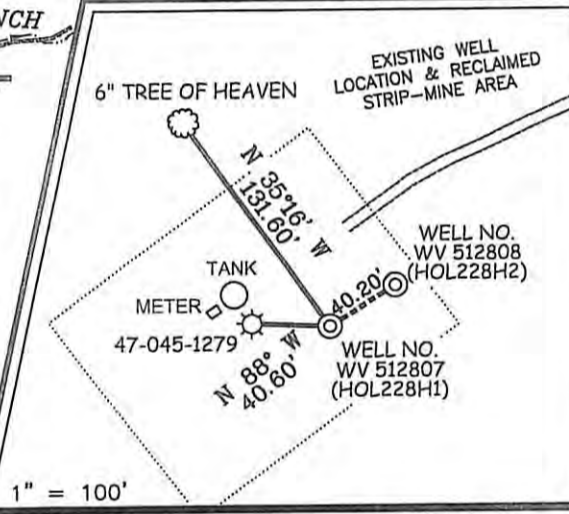 NCH
EXISTING WELL
LOCATION & RECLAIMED
STRIP-MINE AREA
6" TREE OF HEAVEN
N 35°16' W
131.60'
WELL NO.
WV 512808
(HOL228H2)
TANK
40.20'
METER
47-045-1279
N 88° W
40.60'
WELL NO.
WV 512807
(HOL228H1)
1" = 100'